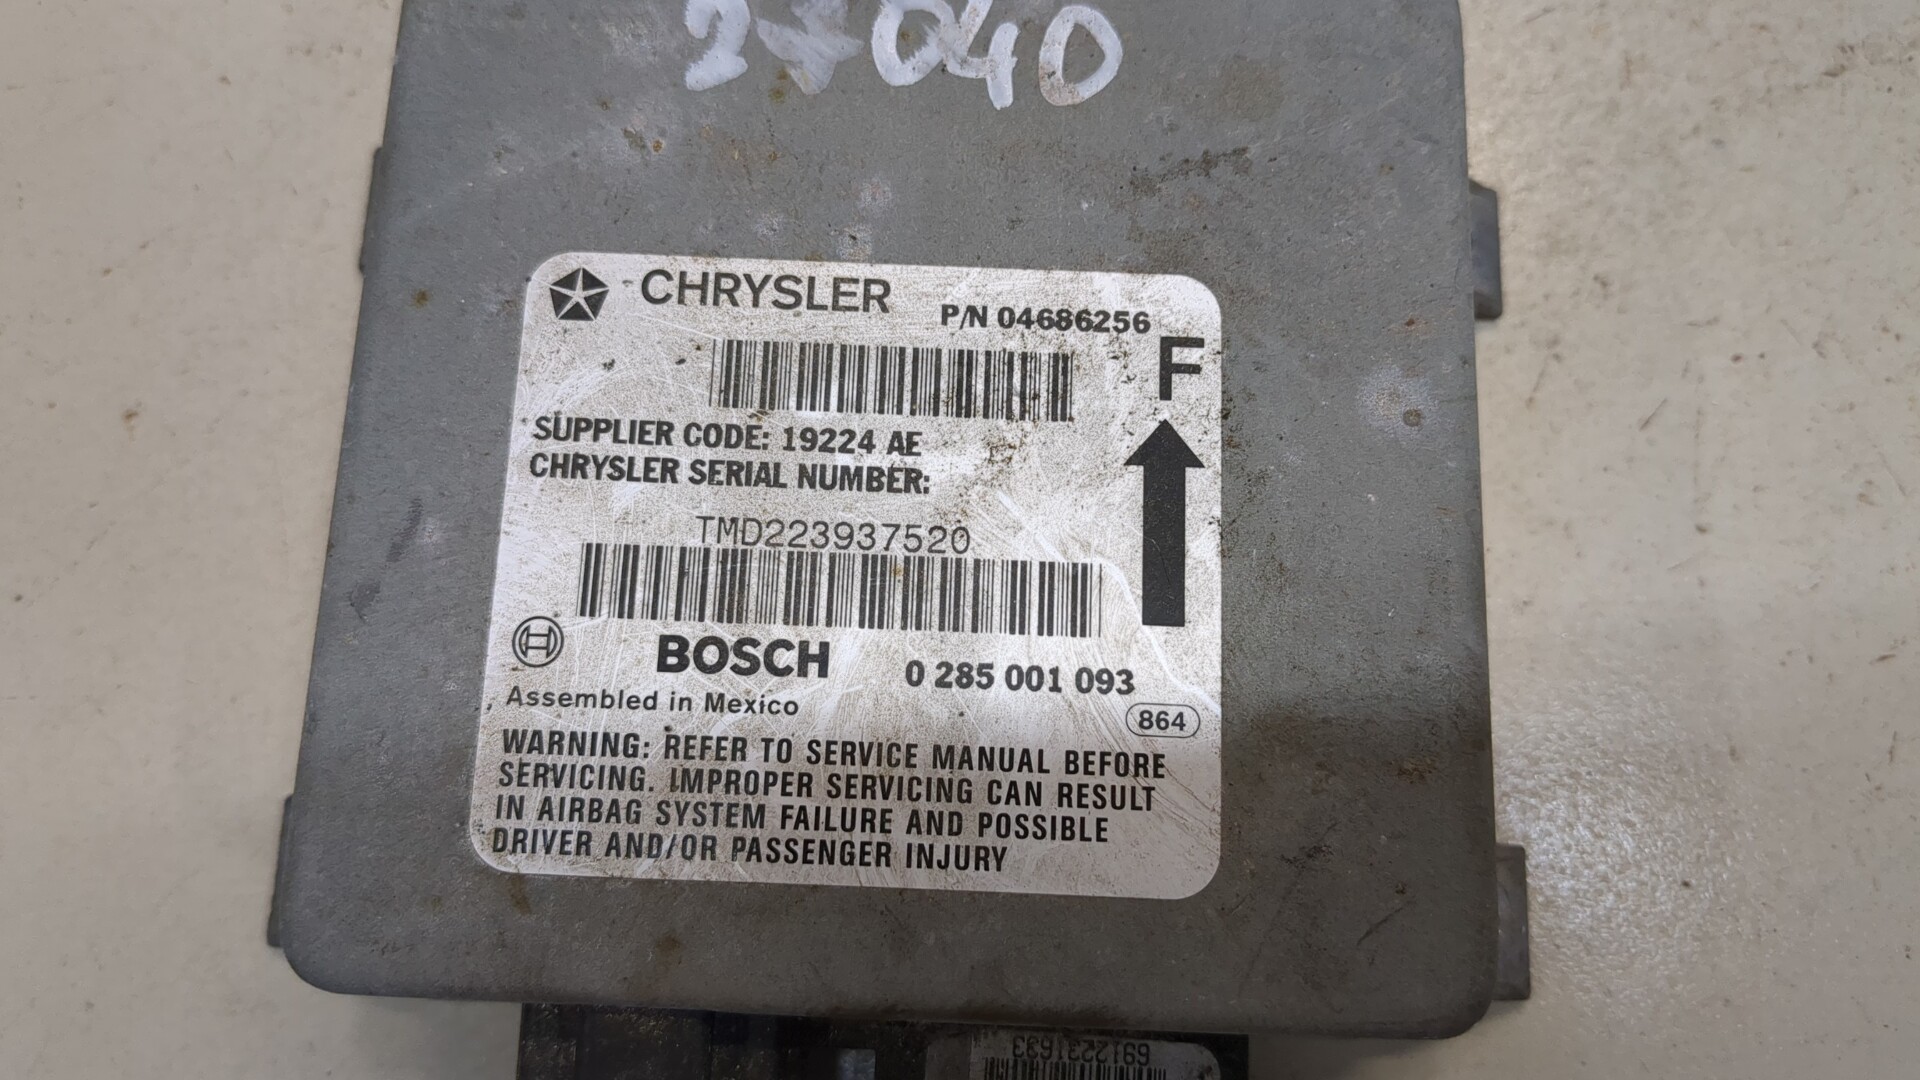 27040
CHRYSLER
P/N 04686256
F
SUPPLIER CODE: 19224 AE
CHRYSLER SERIAL NUMBER:
TMD223937520
BOSCH 0 285 001 093
Assembled in Mexico
864
WARNING: REFER TO SERVICE MANUAL BEFORE
SERVICING. IMPROPER SERVICING CAN RESULT
IN AIRBAG SYSTEM FAILURE AND POSSIBLE
DRIVER AND/OR PASSENGER INJURY
6912231633